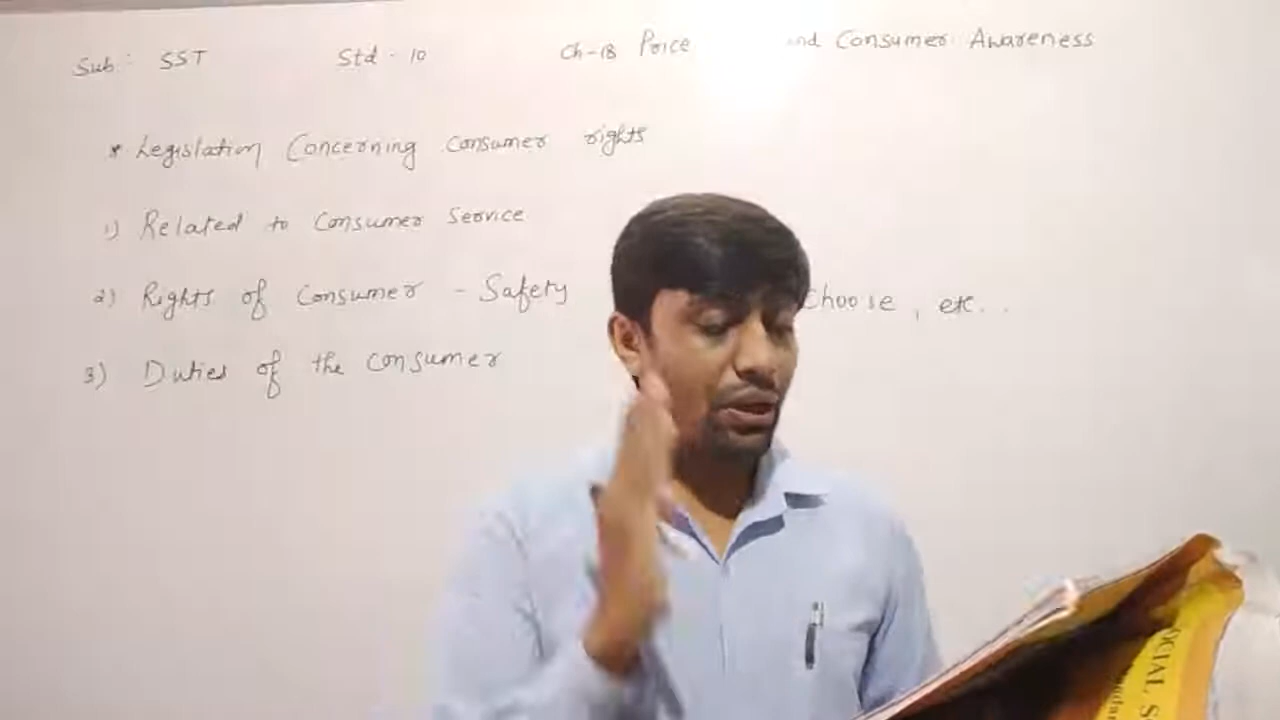 Sub : SST Std - 10 Ch-18 Price and Consumer Awareness
* Legislation Concerning Consumer rights
1) Related to Consumer Service
2) Rights of Consumer - Safety Choose, etc...
3) Duties of the Consumer
OCIAL S